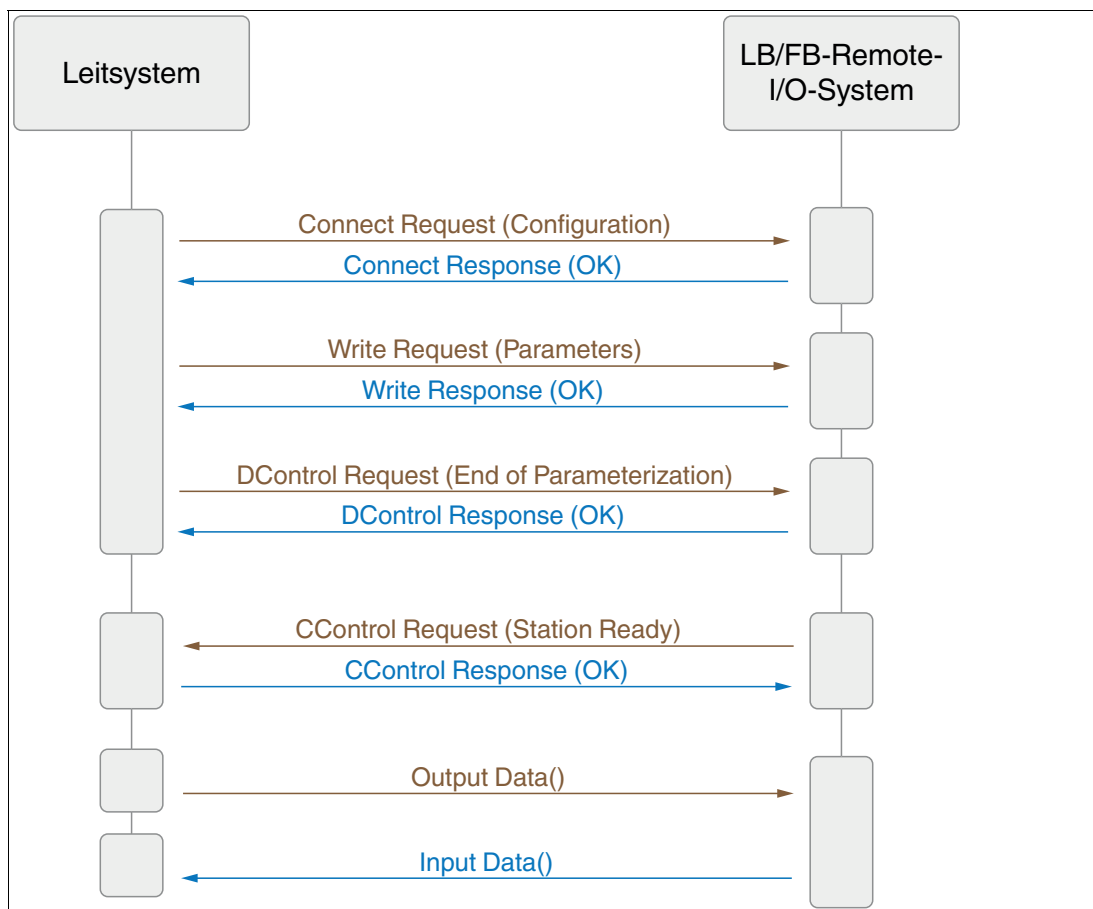 Leitsystem
LB/FB-Remote-
I/O-System
Connect Request (Configuration)
Connect Response (OK)
Write Request (Parameters)
Write Response (OK)
DControl Request (End of Parameterization)
DControl Response (OK)
CControl Request (Station Ready)
CControl Response (OK)
Output Data()
Input Data()